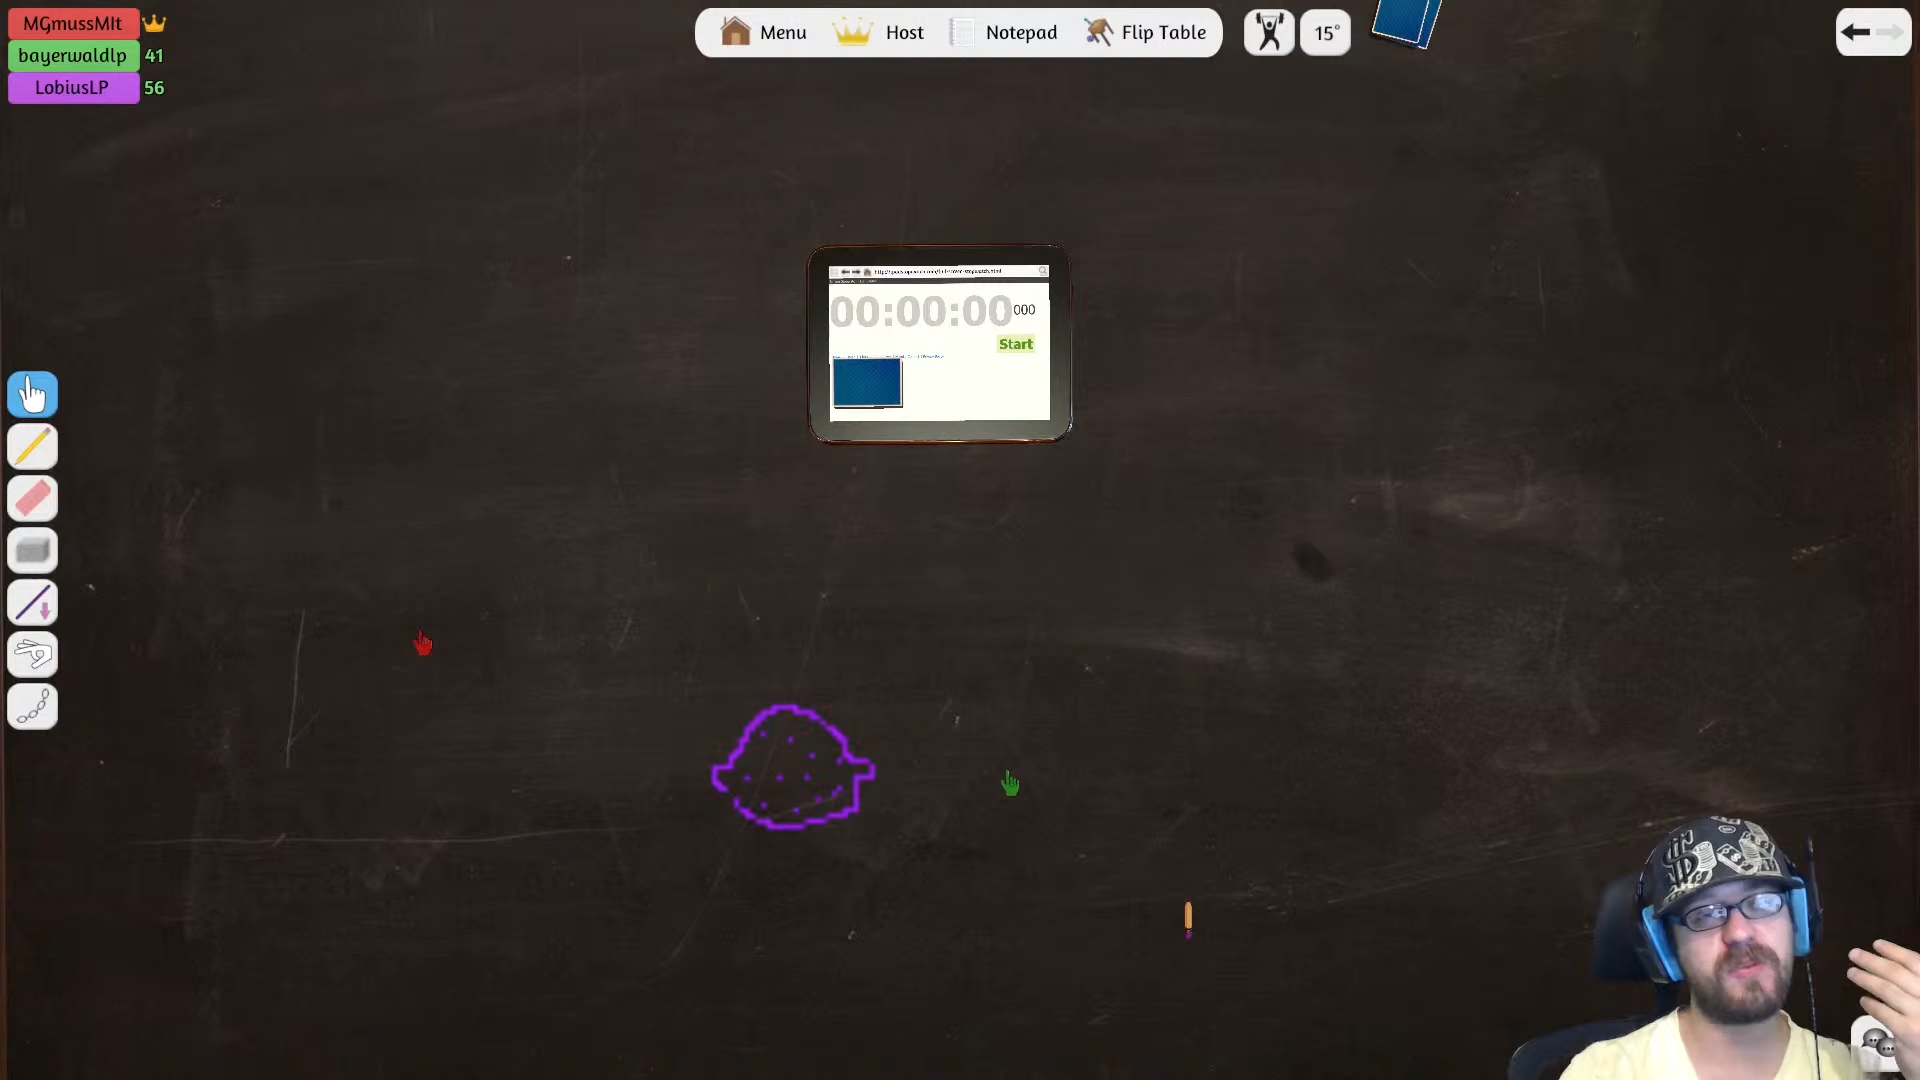 MGmussMIt
bayerwaldlp 41
LobiusLP 56
Menu Host Notepad Flip Table 15°
00:00:00 000
Start